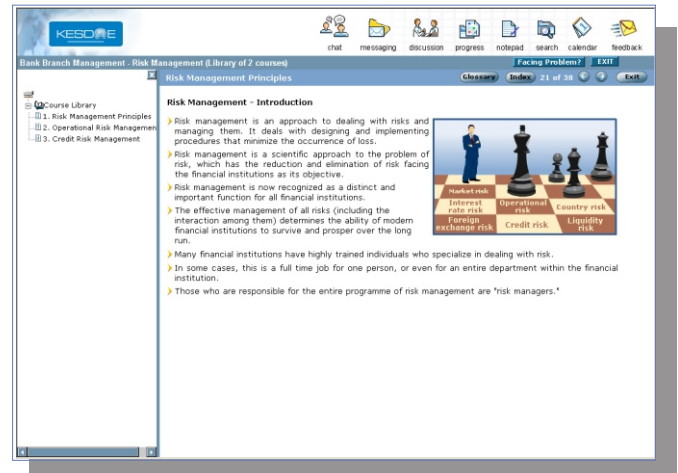 KESDEE
chat messaging discussion progress notepad search calendar feedback
Bank Branch Management - Risk Management (Library of 2 courses) Facing Problem? EXIT
Risk Management Principles Glossary Index 21 of 38 Exit
Course Library
1. Risk Management Principles
2. Operational Risk Managemen
3. Credit Risk Management
Risk Management - Introduction
Risk management is an approach to dealing with risks and
managing them. It deals with designing and implementing
procedures that minimize the occurrence of loss.
Risk management is a scientific approach to the problem of
risk, which has the reduction and elimination of risk facing
the financial institutions as its objective.
Risk management is now recognized as a distinct and
important function for all financial institutions.
The effective management of all risks (including the
interaction among them) determines the ability of modern
financial institutions to survive and prosper over the long
run.
Market risk
Interest rate risk
Operational risk
Country risk
Foreign exchange risk
Credit risk
Liquidity risk
Many financial institutions have highly trained individuals who specialize in dealing with risk.
In some cases, this is a full time job for one person, or even for an entire department within the financial
institution.
Those who are responsible for the entire programme of risk management are "risk managers."